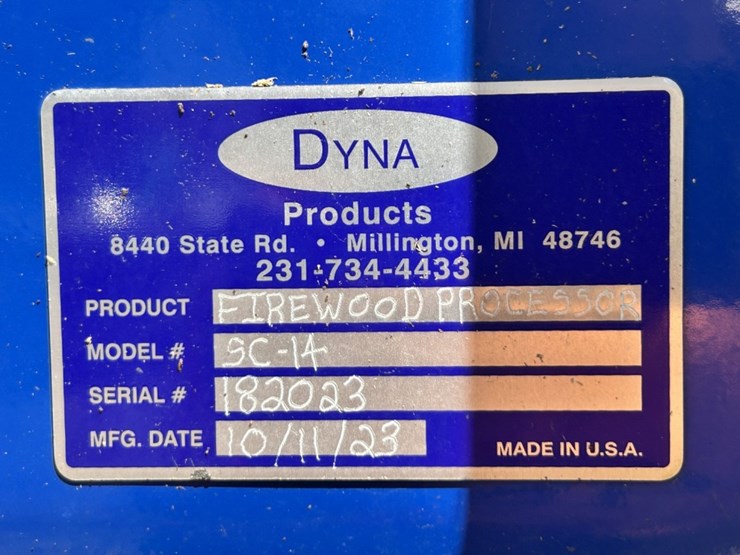 DYNA
Products
8440 State Rd. • Millington, MI 48746
231-734-4433
PRODUCT FIREWOOD PROCESSOR
MODEL # SC-14
SERIAL # 182023
MFG. DATE 10/11/23 MADE IN U.S.A.